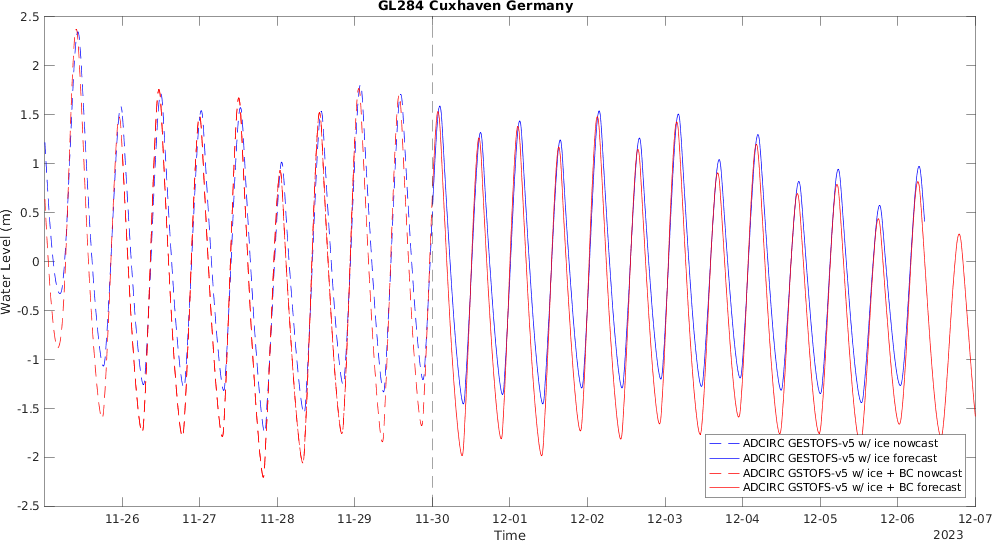 GL284 Cuxhaven Germany
2.5
2
1.5
1
0.5
0
-0.5
-1
-1.5
-2
-2.5
Water Level (m)
ADCIRC GESTOFS-v5 w/ ice nowcast
ADCIRC GESTOFS-v5 w/ ice forecast
ADCIRC GSTOFS-v5 w/ ice + BC nowcast
ADCIRC GSTOFS-v5 w/ ice + BC forecast
11-26 11-27 11-28 11-29 11-30 12-01 12-02 12-03 12-04 12-05 12-06 12-07
Time
2023